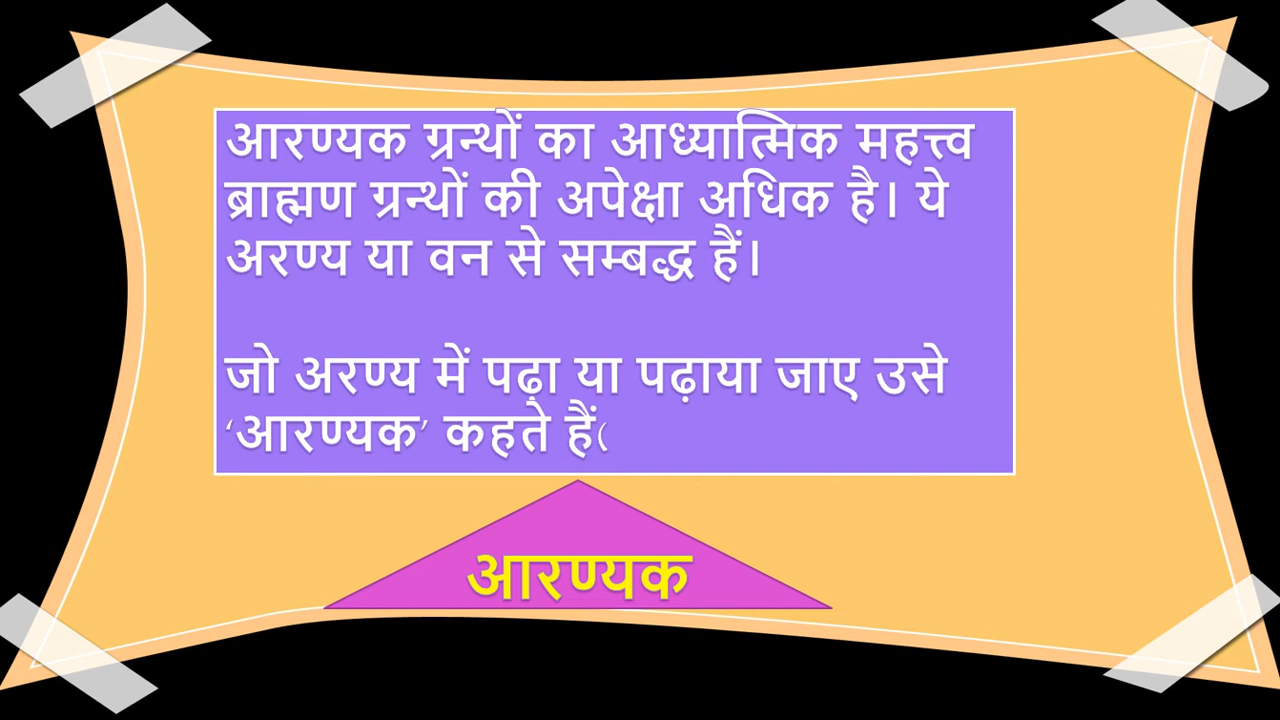 आरण्यक ग्रन्थों का आध्यात्मिक महत्त्व
ब्राह्मण ग्रन्थों की अपेक्षा अधिक है। ये
अरण्य या वन से सम्बद्ध हैं।
जो अरण्य में पढ़ा या पढ़ाया जाए उसे
‘आरण्यक’ कहते हैं(
आरण्यक